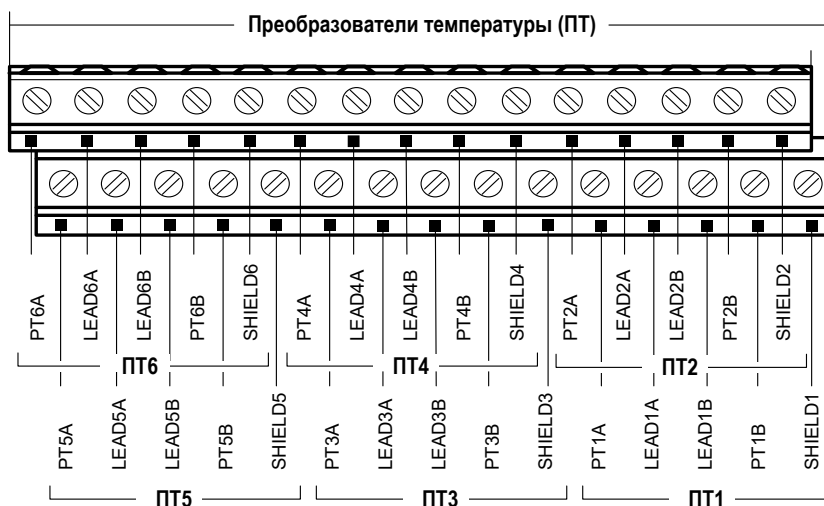 Преобразователи температуры (ПТ)
PT6A LEAD6A LEAD6B PT6B SHIELD6 PT4A LEAD4A LEAD4B PT4B SHIELD4 PT2A LEAD2A LEAD2B PT2B SHIELD2
ПТ6 ПТ4 ПТ2
PT5A LEAD5A LEAD5B PT5B SHIELD5 PT3A LEAD3A LEAD3B PT3B SHIELD3 PT1A LEAD1A LEAD1B PT1B SHIELD1
ПТ5 ПТ3 ПТ1